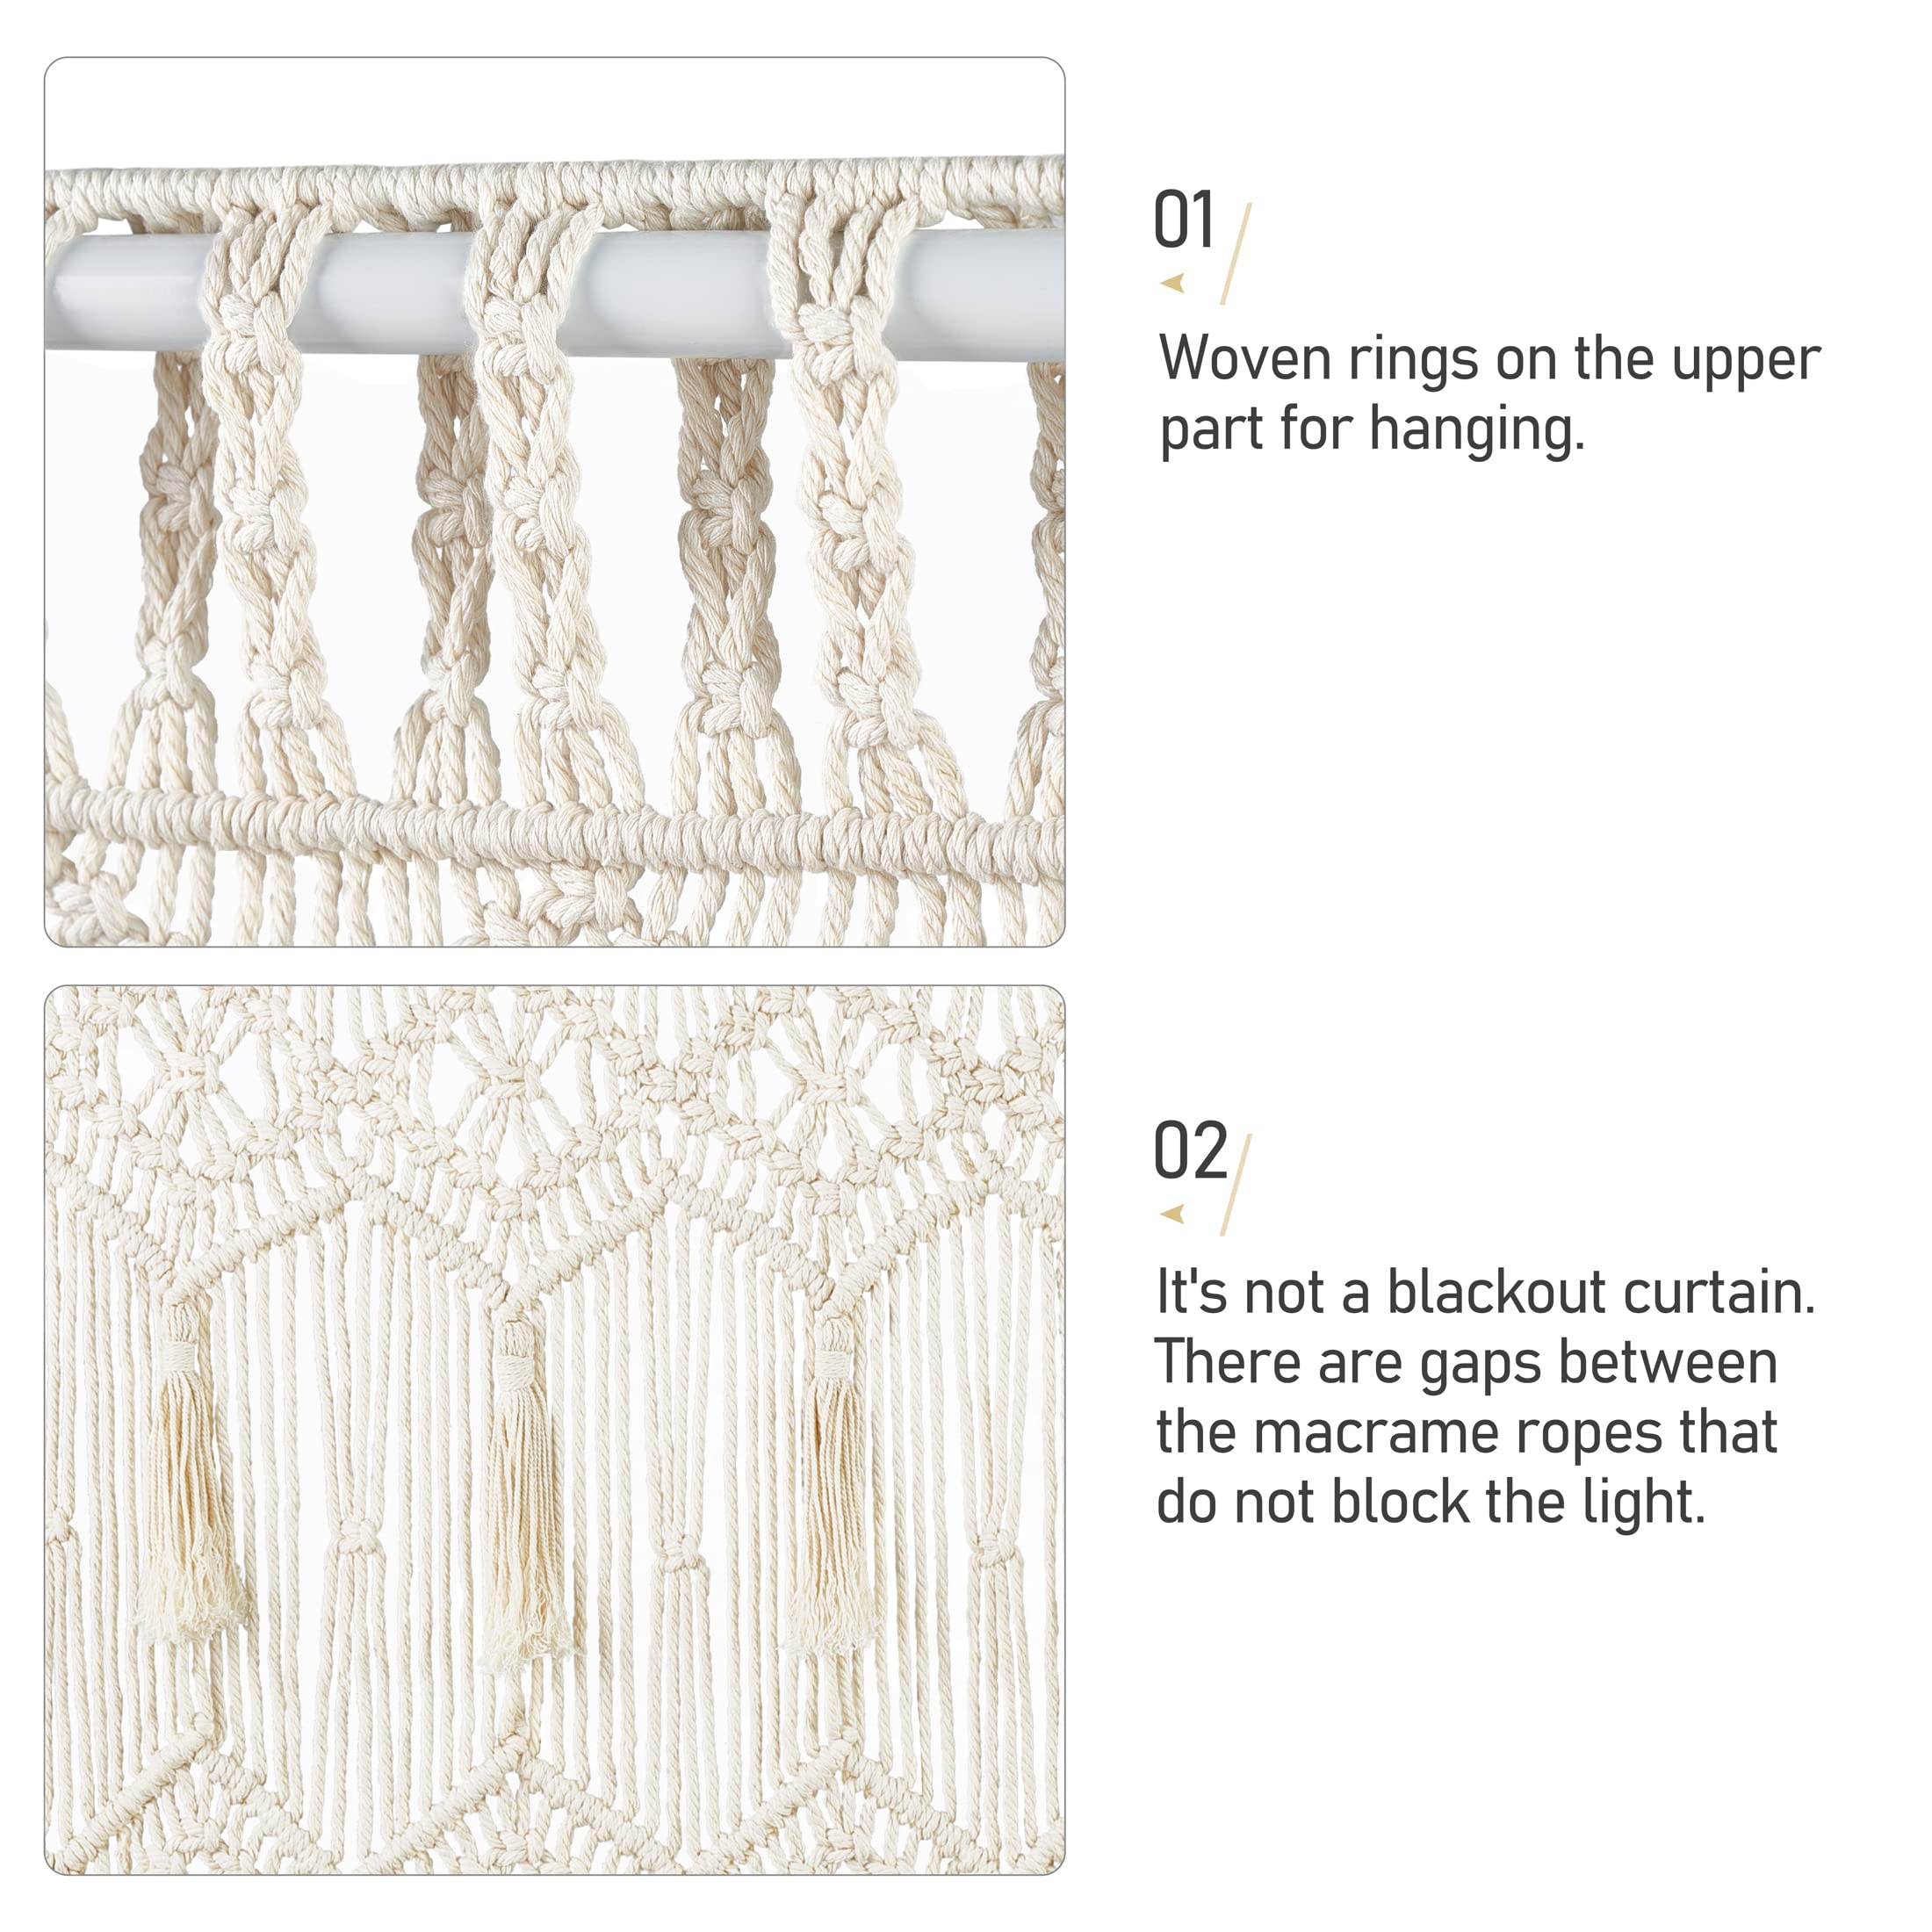 01
Woven rings on the upper
part for hanging.
02
It's not a blackout curtain.
There are gaps between
the macrame ropes that
do not block the light.